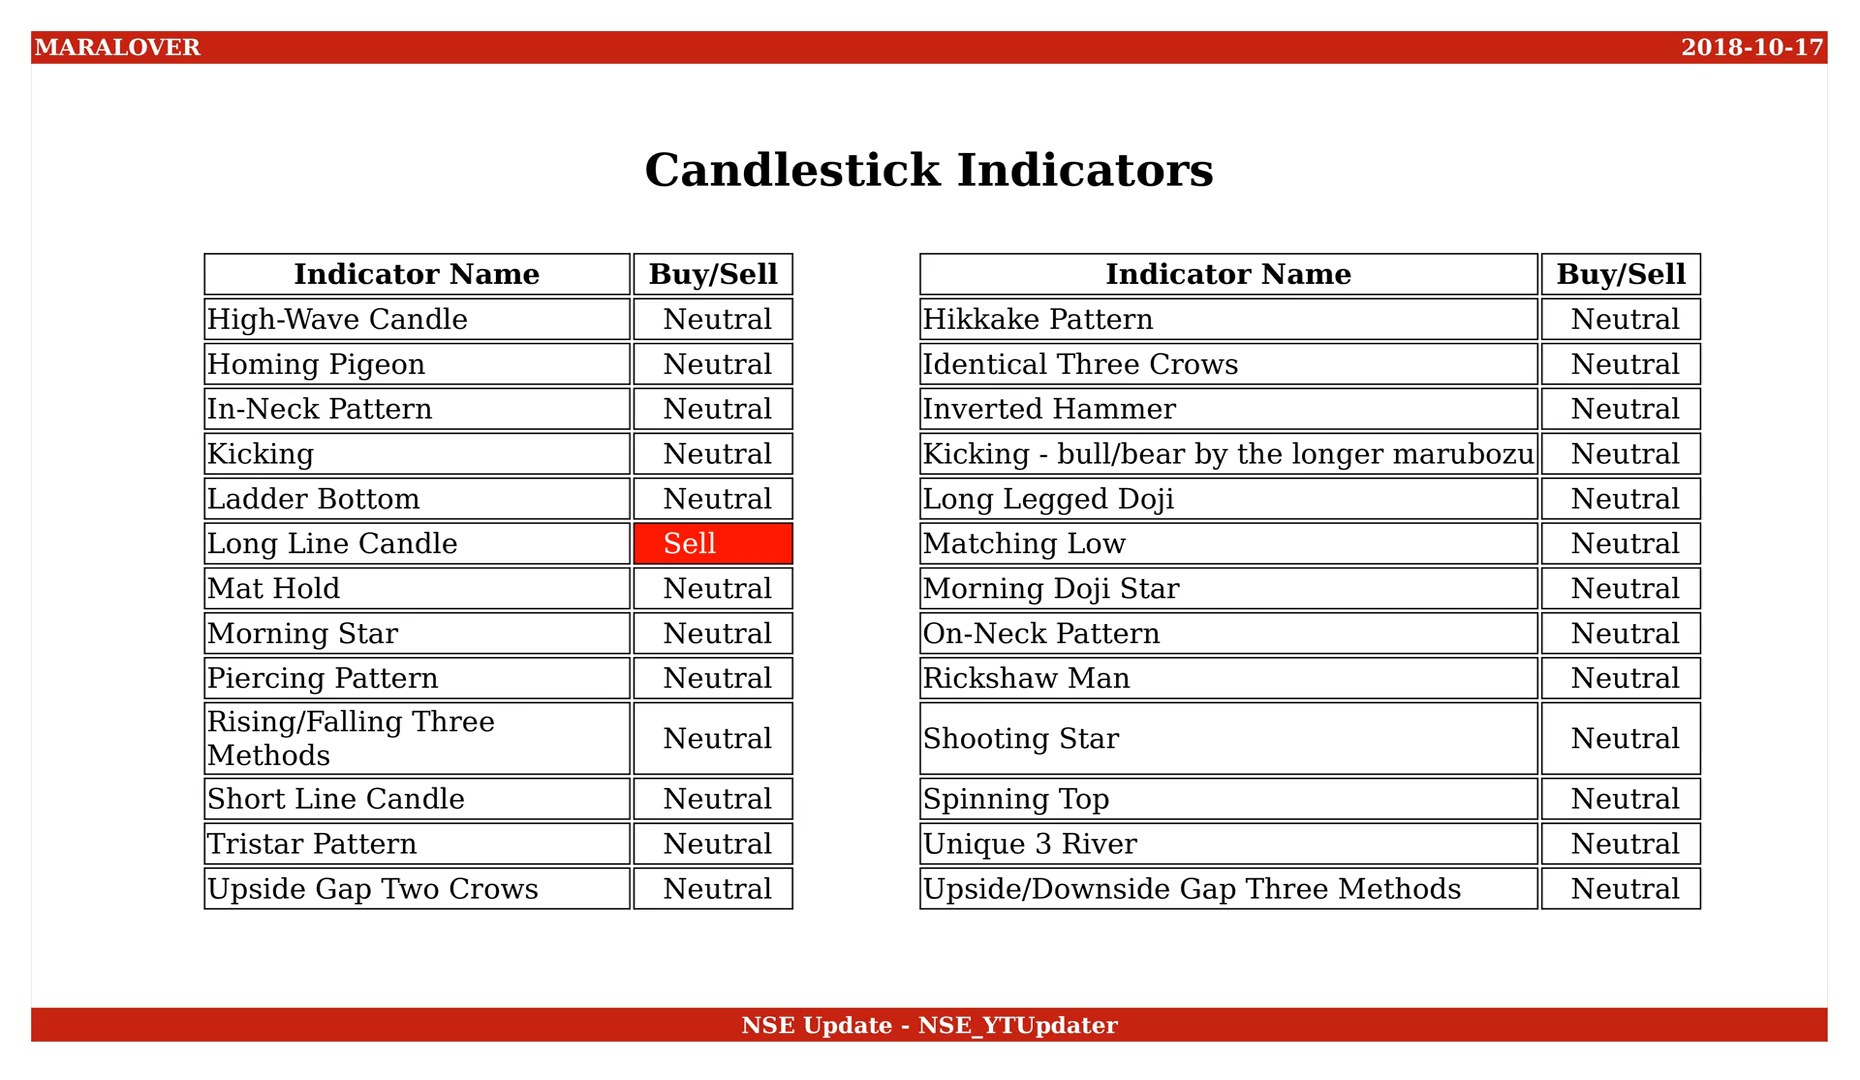 MARALOVER 2018-10-17
Candlestick Indicators
Indicator Name Buy/Sell
High-Wave Candle Neutral
Homing Pigeon Neutral
In-Neck Pattern Neutral
Kicking Neutral
Ladder Bottom Neutral
Long Line Candle Sell
Mat Hold Neutral
Morning Star Neutral
Piercing Pattern Neutral
Rising/Falling Three
Methods Neutral
Short Line Candle Neutral
Tristar Pattern Neutral
Upside Gap Two Crows Neutral
Indicator Name Buy/Sell
Hikkake Pattern Neutral
Identical Three Crows Neutral
Inverted Hammer Neutral
Kicking - bull/bear by the longer marubozu Neutral
Long Legged Doji Neutral
Matching Low Neutral
Morning Doji Star Neutral
On-Neck Pattern Neutral
Rickshaw Man Neutral
Shooting Star Neutral
Spinning Top Neutral
Unique 3 River Neutral
Upside/Downside Gap Three Methods Neutral
NSE Update - NSE_YTUpdater